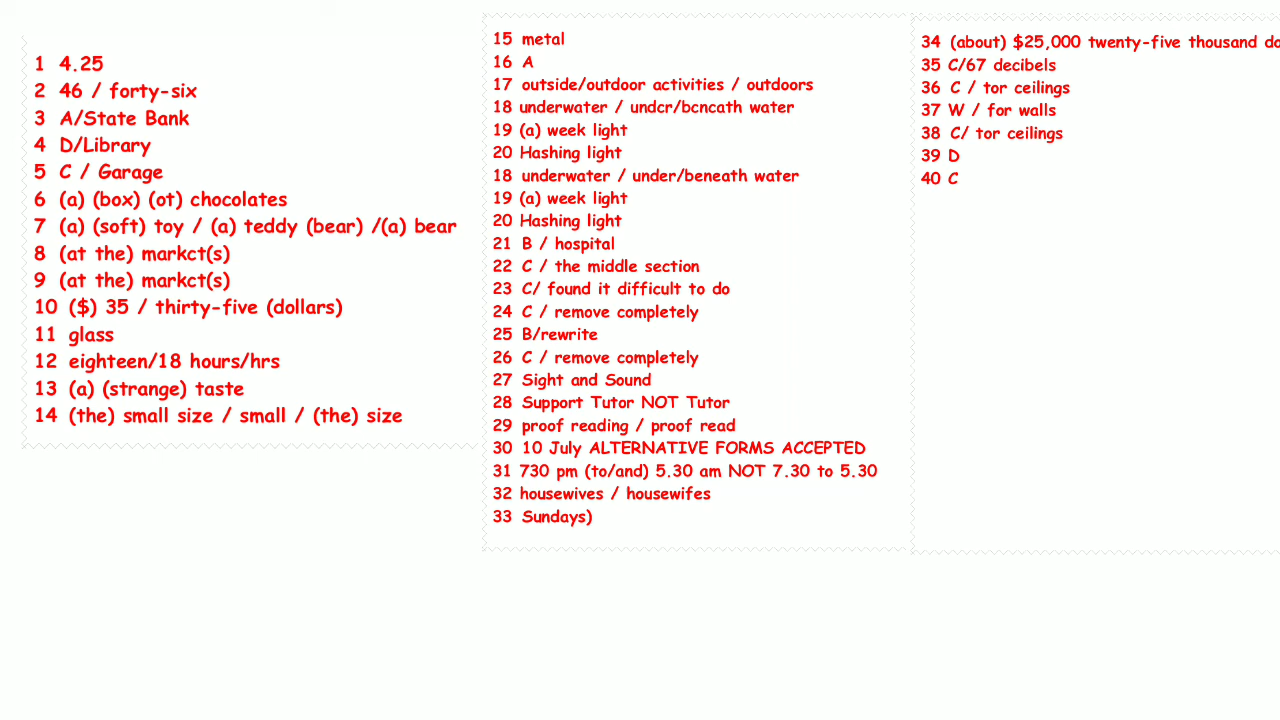 1 4.25
2 46 / forty-six
3 A/State Bank
4 D/Library
5 C / Garage
6 (a) (box) (ot) chocolates
7 (a) (soft) toy / (a) teddy (bear) /(a) bear
8 (at the) markct(s)
9 (at the) markct(s)
10 ($) 35 / thirty-five (dollars)
11 glass
12 eighteen/18 hours/hrs
13 (a) (strange) taste
14 (the) small size / small / (the) size
15 metal
16 A
17 outside/outdoor activities / outdoors
18 underwater / undcr/bcncath water
19 (a) week light
20 Hashing light
18 underwater / under/beneath water
19 (a) week light
20 Hashing light
21 B / hospital
22 C / the middle section
23 C/ found it difficult to do
24 C / remove completely
25 B/rewrite
26 C / remove completely
27 Sight and Sound
28 Support Tutor NOT Tutor
29 proof reading / proof read
30 10 July ALTERNATIVE FORMS ACCEPTED
31 730 pm (to/and) 5.30 am NOT 7.30 to 5.30
32 housewives / housewifes
33 Sundays)
34 (about) $25,000 twenty-five thousand do
35 C/67 decibels
36 C / tor ceilings
37 W / for walls
38 C/ tor ceilings
39 D
40 C